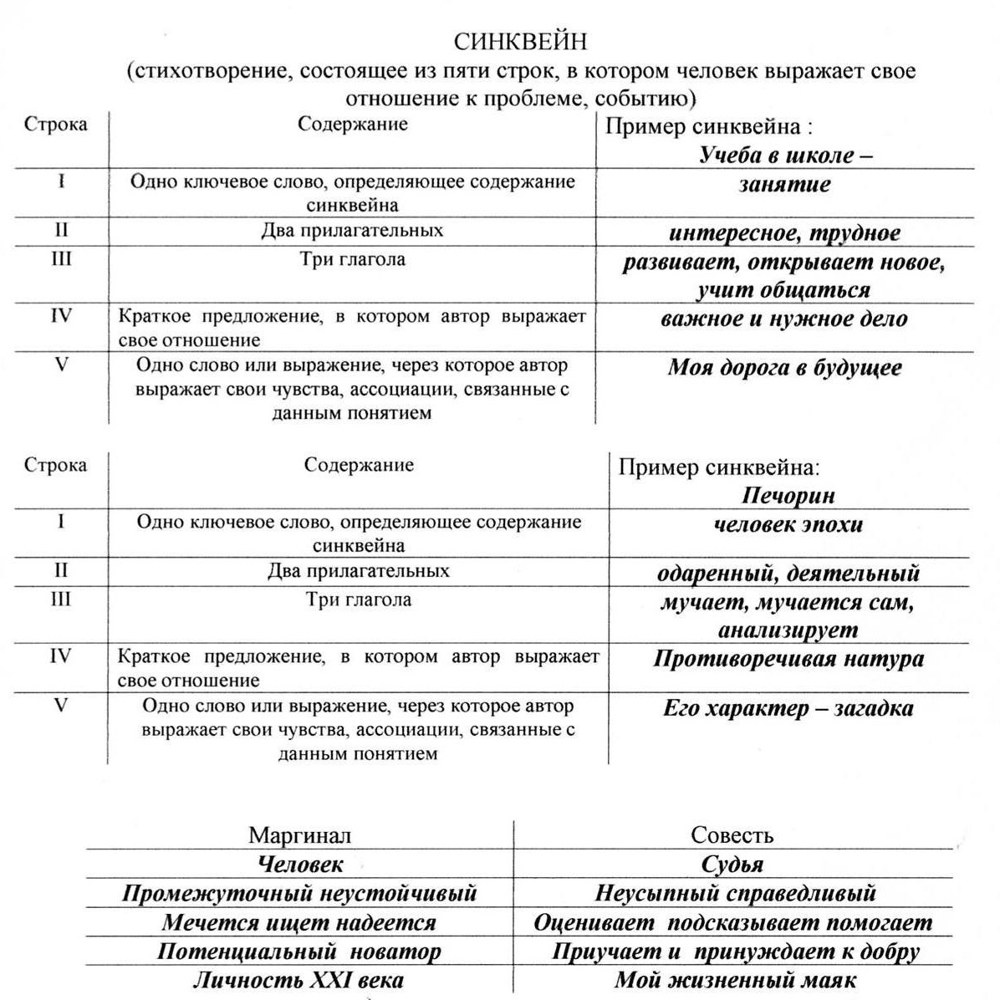 СИНКВЕЙН
(стихотворение, состоящее из пяти строк, в котором человек выражает свое
отношение к проблеме, событию)
Строка Содержание Пример синквейна :
Учеба в школе –
I Одно ключевое слово, определяющее содержание занятие
синквейна
II Два прилагательных интересное, трудное
III Три глагола развивает, открывает новое,
учит общаться
IV Краткое предложение, в котором автор выражает важное и нужное дело
свое отношение
V Одно слово или выражение, через которое автор Моя дорога в будущее
выражает свои чувства, ассоциации, связанные с
данным понятием
Строка Содержание Пример синквейна:
Печорин
I Одно ключевое слово, определяющее содержание человек эпохи
синквейна
II Два прилагательных одаренный, деятельный
III Три глагола мучает, мучается сам,
анализирует
IV Краткое предложение, в котором автор выражает Противоречивая натура
свое отношение
V Одно слово или выражение, через которое автор Его характер – загадка
выражает свои чувства, ассоциации, связанные с
данным понятием
Маргинал Совесть
Человек Судья
Промежуточный неустойчивый Неусыпный справедливый
Мечется ищет надеется Оценивает подсказывает помогает
Потенциальный новатор Приучает и принуждает к добру
Личность XXI века Мой жизненный маяк